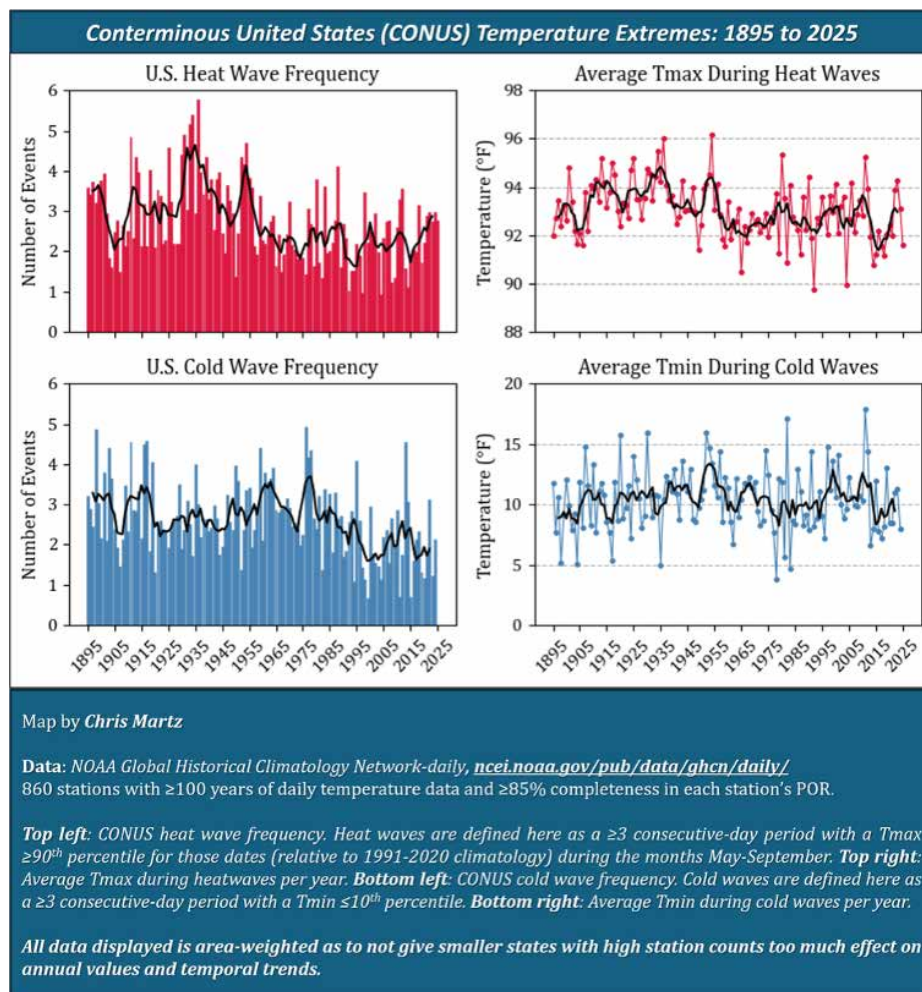 Conterminous United States (CONUS) Temperature Extremes: 1895 to 2025
U.S. Heat Wave Frequency
Number of Events
6
5
4
3
2
1
0
Average Tmax During Heat Waves
Temperature (°F)
98
96
94
92
90
88
U.S. Cold Wave Frequency
Number of Events
6
5
4
3
2
1
0
1895 1905 1915 1925 1935 1945 1955 1965 1975 1985 1995 2005 2015 2025
Average Tmin During Cold Waves
Temperature (°F)
20
15
10
5
0
1895 1905 1915 1925 1935 1945 1955 1965 1975 1985 1995 2005 2015 2025
Map by Chris Martz
Data: NOAA Global Historical Climatology Network-daily, ncei.noaa.gov/pub/data/ghcn/daily/
860 stations with ≥100 years of daily temperature data and ≥85% completeness in each station's POR.
Top left: CONUS heat wave frequency. Heat waves are defined here as a ≥3 consecutive-day period with a Tmax
≥90th percentile for those dates (relative to 1991-2020 climatology) during the months May-September. Top right:
Average Tmax during heatwaves per year. Bottom left: CONUS cold wave frequency. Cold waves are defined here as
a ≥3 consecutive-day period with a Tmin ≤10th percentile. Bottom right: Average Tmin during cold waves per year.
All data displayed is area-weighted as to not give smaller states with high station counts too much effect on
annual values and temporal trends.